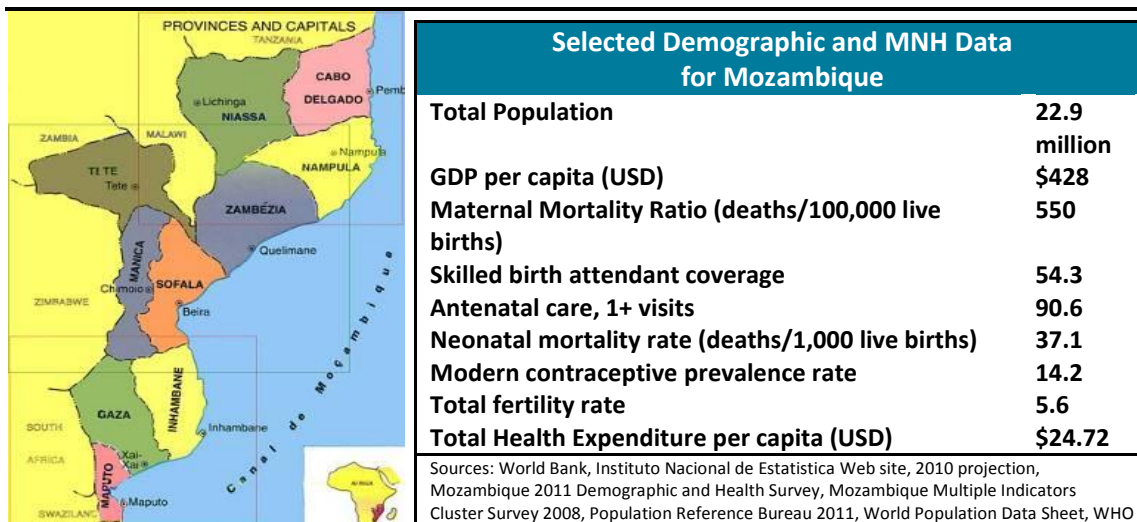 PROVINCES AND CAPITALS
TANZANIA
CABO
DELGADO
Pemb
Lichinga
NIASSA
ZAMBIA
MALAWI
Nampula
NAMPULA
TETE
Tete
ZAMBÉZIA
Quelimane
MANICA
SOFALA
Chimoio
ZIMBABWE
Beira
Canal de Moçambique
GAZA
INHAMBANE
Inhambane
SOUTH
AFRICA
Xai-
Xai
MAPUTO
Maputo
SWAZILAND
AFRICA
Selected Demographic and MNH Data
for Mozambique
Total Population 22.9
million
GDP per capita (USD) $428
Maternal Mortality Ratio (deaths/100,000 live 550
births)
Skilled birth attendant coverage 54.3
Antenatal care, 1+ visits 90.6
Neonatal mortality rate (deaths/1,000 live births) 37.1
Modern contraceptive prevalence rate 14.2
Total fertility rate 5.6
Total Health Expenditure per capita (USD) $24.72
Sources: World Bank, Instituto Nacional de Estatistica Web site, 2010 projection,
Mozambique 2011 Demographic and Health Survey, Mozambique Multiple Indicators
Cluster Survey 2008, Population Reference Bureau 2011, World Population Data Sheet, WHO